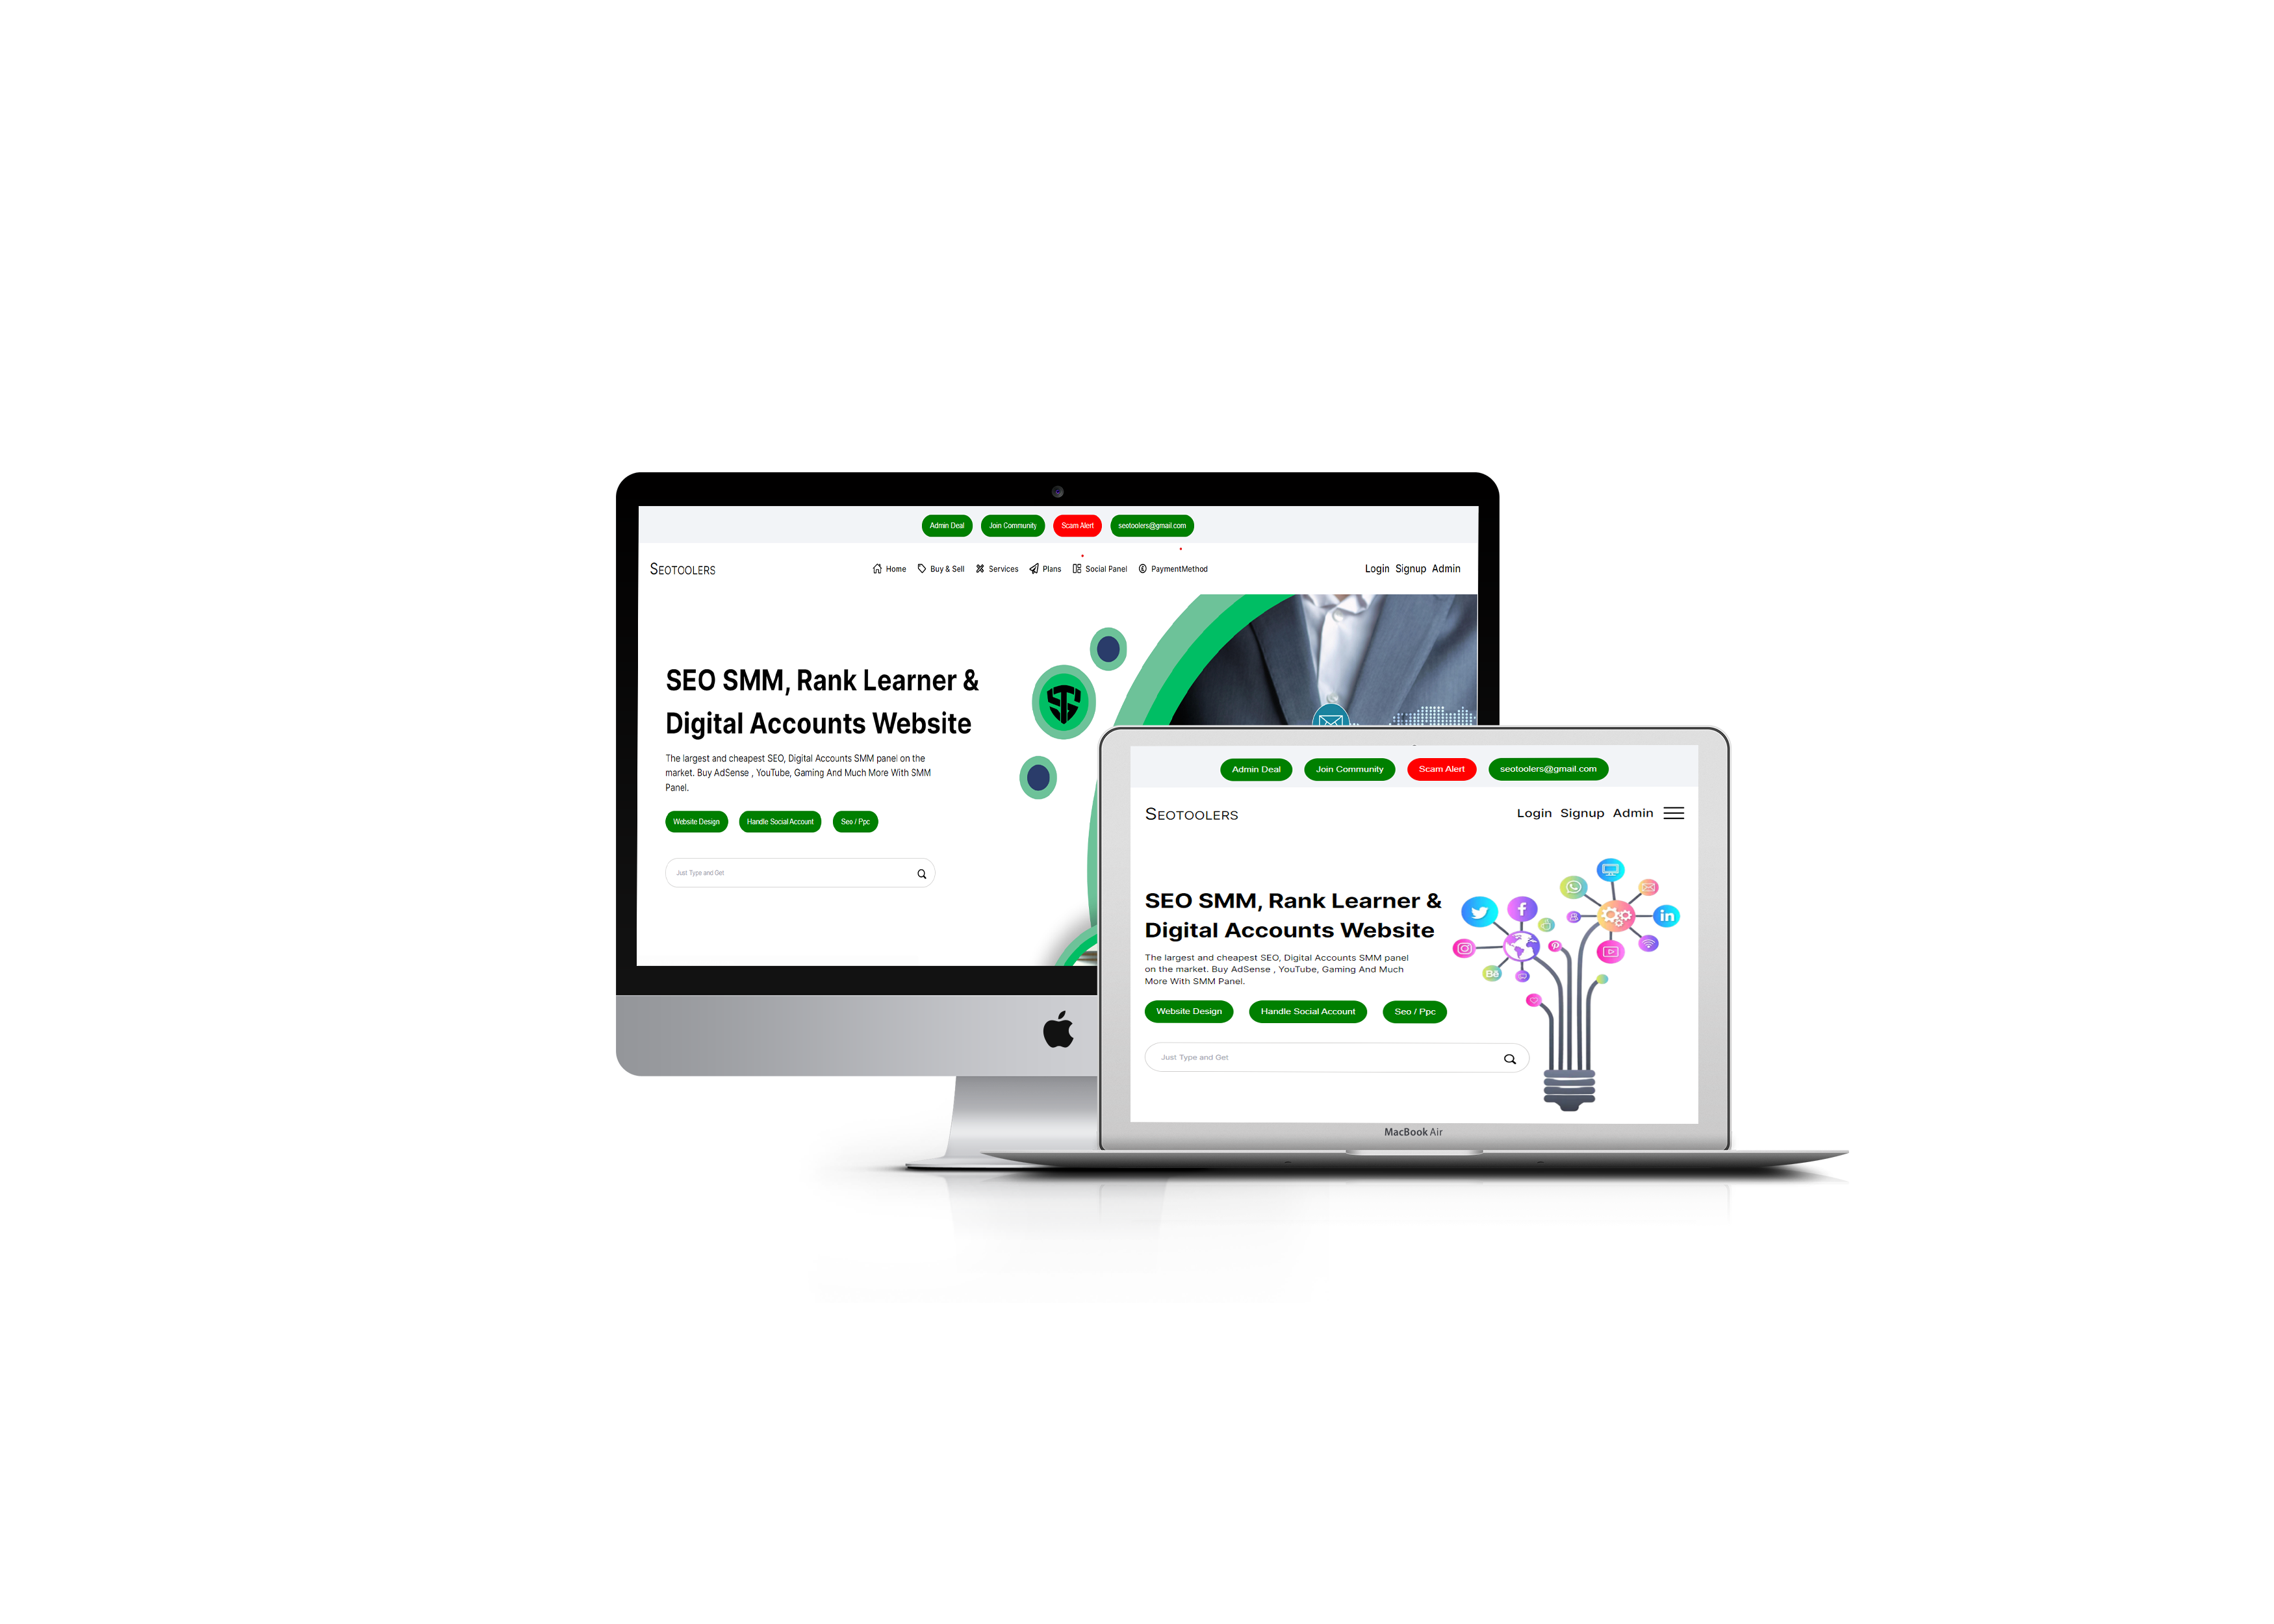 Admin Deal Join Community Scam Alert seotoolers@gmail.com
SEOTOOLERS Home Buy & Sell Services Plans Social Panel PaymentMethod Login Signup Admin
SEO SMM, Rank Learner &
Digital Accounts Website
The largest and cheapest SEO, Digital Accounts SMM panel on the
market. Buy AdSense , YouTube, Gaming And Much More With SMM
Panel.
Website Design Handle Social Account Seo / Ppc
Just Type and Get
Admin Deal Join Community Scam Alert seotoolers@gmail.com
SEOTOOLERS Login Signup Admin
SEO SMM, Rank Learner &
Digital Accounts Website
The largest and cheapest SEO, Digital Accounts SMM panel
on the market. Buy AdSense , YouTube, Gaming And Much
More With SMM Panel.
Website Design Handle Social Account Seo / Ppc
Just Type and Get
in
Bē
MacBook Air